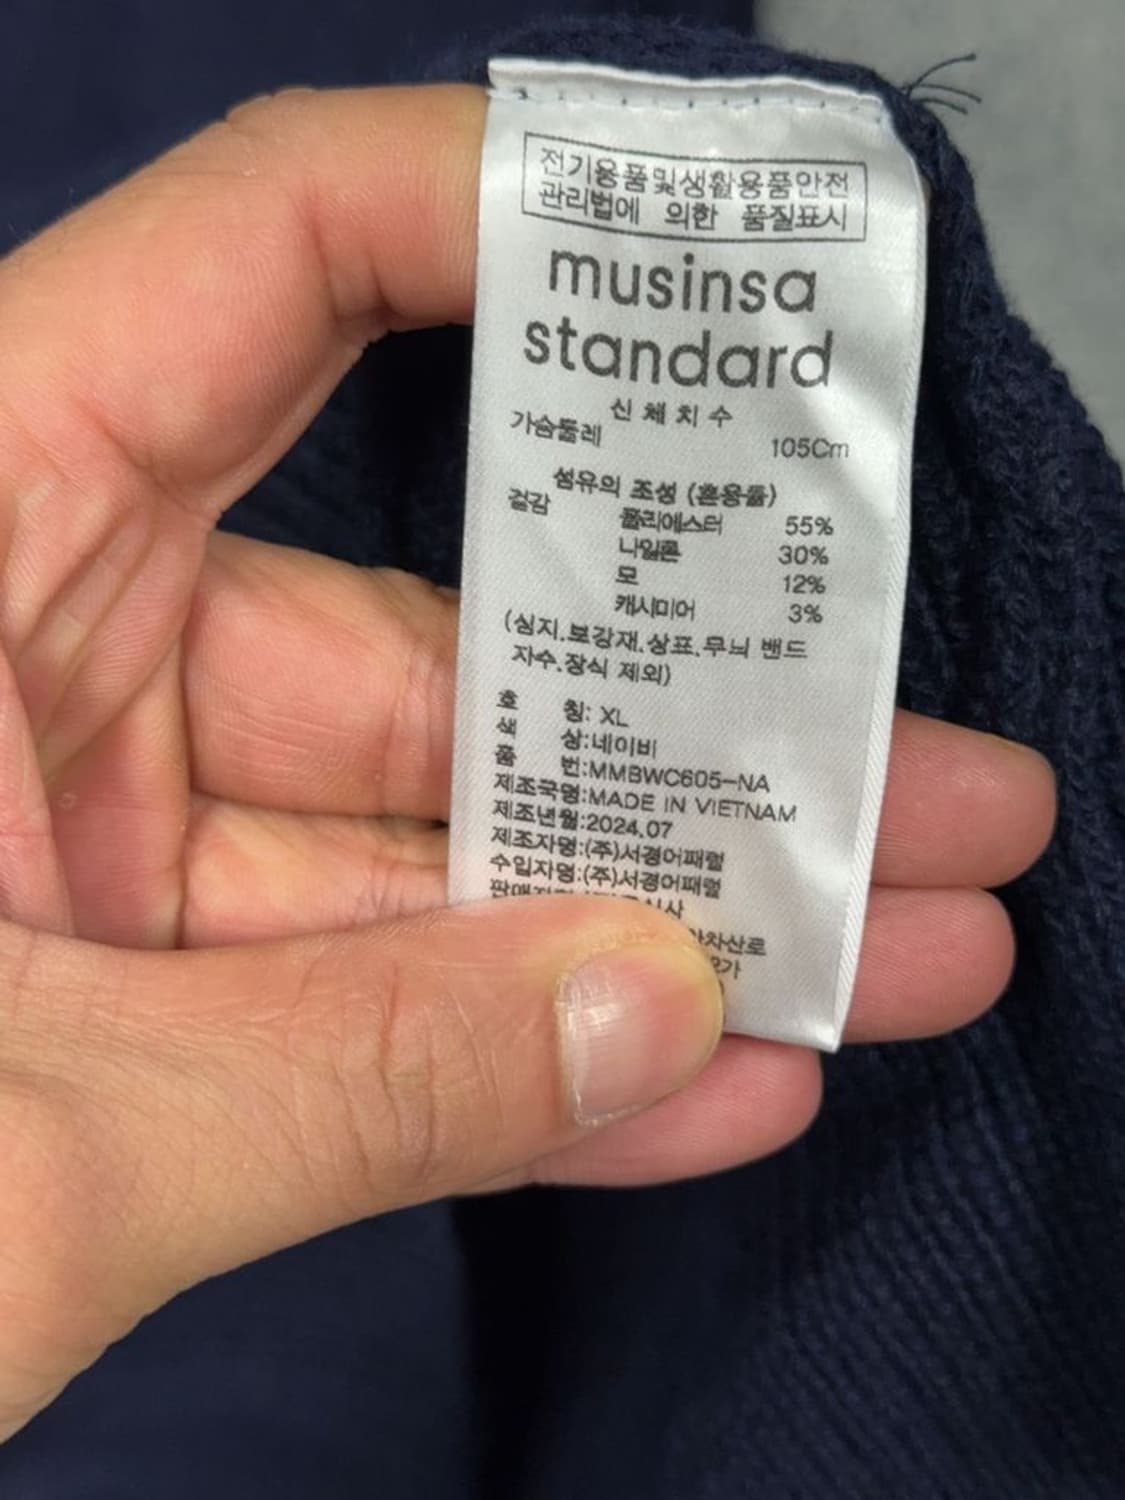 전기용품및생활용품안전
관리법에 의한 품질표시
musinsa
standard
신체치수
가슴둘레 105Cm
섬유의 조성 (혼용률)
겉감 폴리에스터 55%
나일론 30%
모 12%
캐시미어 3%
(심지.보강재.상표.무늬 밴드
자수.장식 제외)
호 칭: XL
색 상:네이비
품 번:MMBWC605-NA
제조국명:MADE IN VIETNAM
제조년월:2024.07
제조자명:(주)서경어패럴
수입자명:(주)서경어패럴